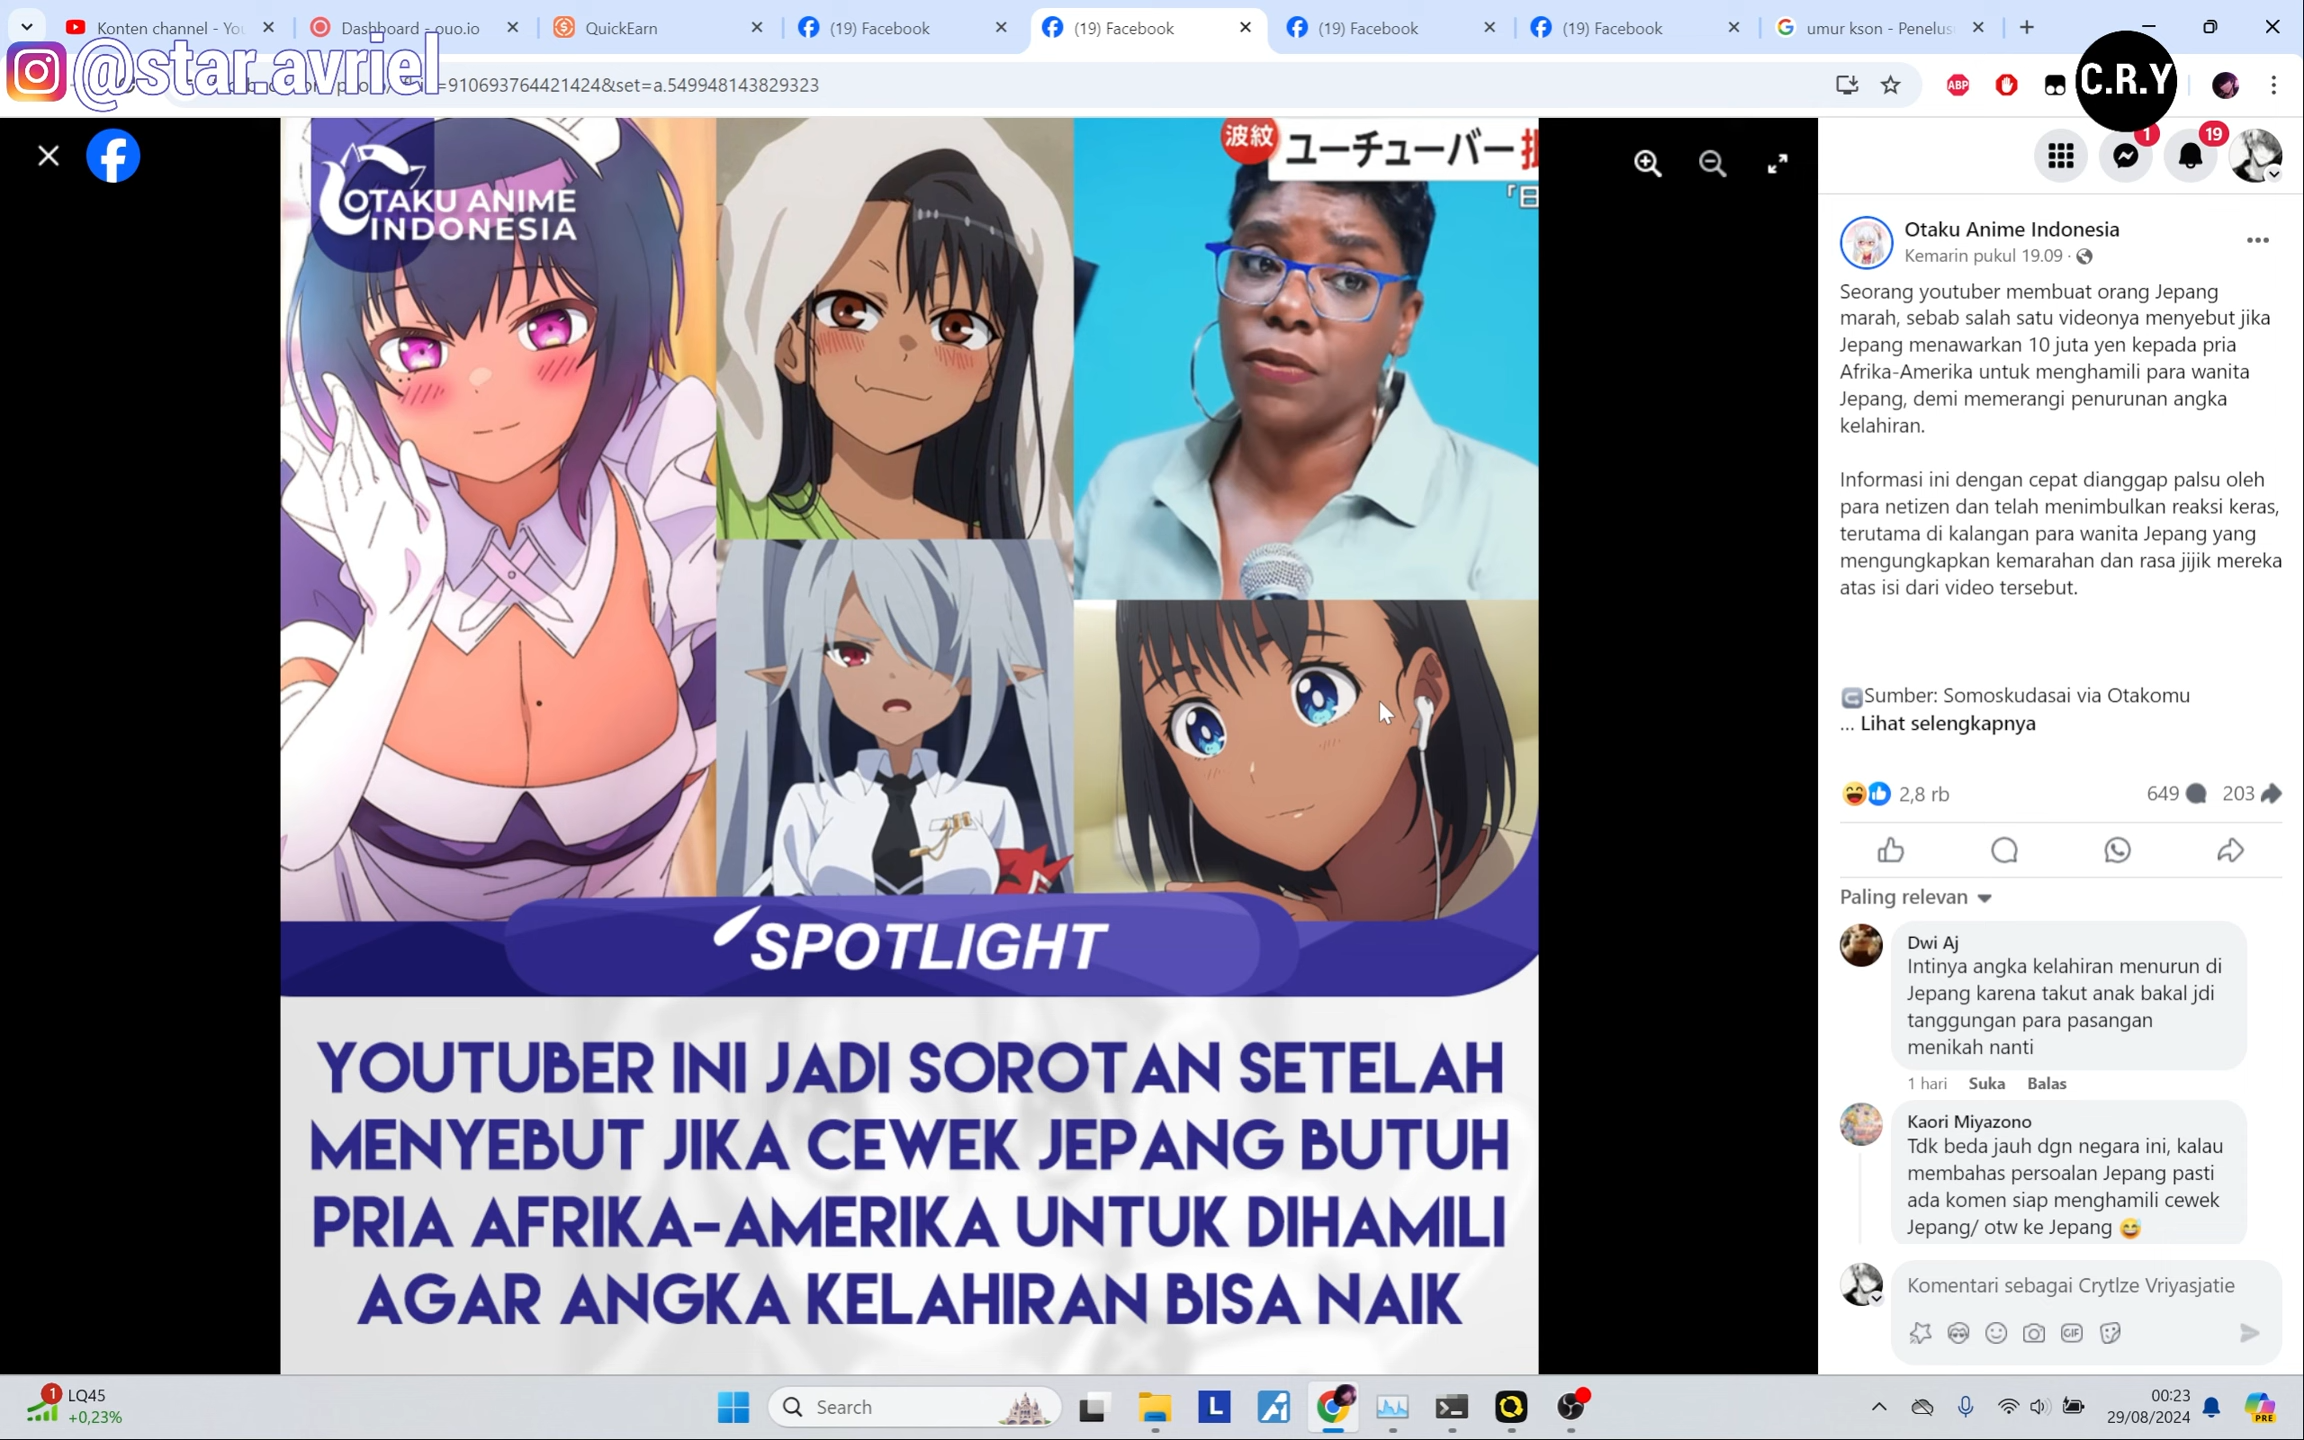 Konten channel - You
Dashboard - ouo.io
QuickEarn
(19) Facebook
(19) Facebook
(19) Facebook
(19) Facebook
umur kson - Penelus
@star.avriel
=910693764421424&set=a.549948143829323
ABP
C.R.Y
OTAKU ANIME
INDONESIA
波紋
ユーチューバー
「日
1
19
Otaku Anime Indonesia
Kemarin pukul 19.09
Seorang youtuber membuat orang Jepang
marah, sebab salah satu videonya menyebut jika
Jepang menawarkan 10 juta yen kepada pria
Afrika-Amerika untuk menghamili para wanita
Jepang, demi memerangi penurunan angka
kelahiran.
Informasi ini dengan cepat dianggap palsu oleh
para netizen dan telah menimbulkan reaksi keras,
terutama di kalangan para wanita Jepang yang
mengungkapkan kemarahan dan rasa jijik mereka
atas isi dari video tersebut.
Sumber: Somoskudasai via Otakomu
... Lihat selengkapnya
2,8 rb
649
203
Paling relevan
Dwi Aj
Intinya angka kelahiran menurun di
Jepang karena takut anak bakal jdi
tanggungan para pasangan
menikah nanti
1 hari Suka Balas
Kaori Miyazono
Tdk beda jauh dgn negara ini, kalau
membahas persoalan Jepang pasti
ada komen siap menghamili cewek
Jepang/ otw ke Jepang 😅
Komentari sebagai Crytlze Vriyasjatie
GIF
SPOTLIGHT
YOUTUBER INI JADI SOROTAN SETELAH
MENYEBUT JIKA CEWEK JEPANG BUTUH
PRIA AFRIKA-AMERIKA UNTUK DIHAMILI
AGAR ANGKA KELAHIRAN BISA NAIK
1
LQ45
+0,23%
Search
L
00:23
29/08/2024
PRE